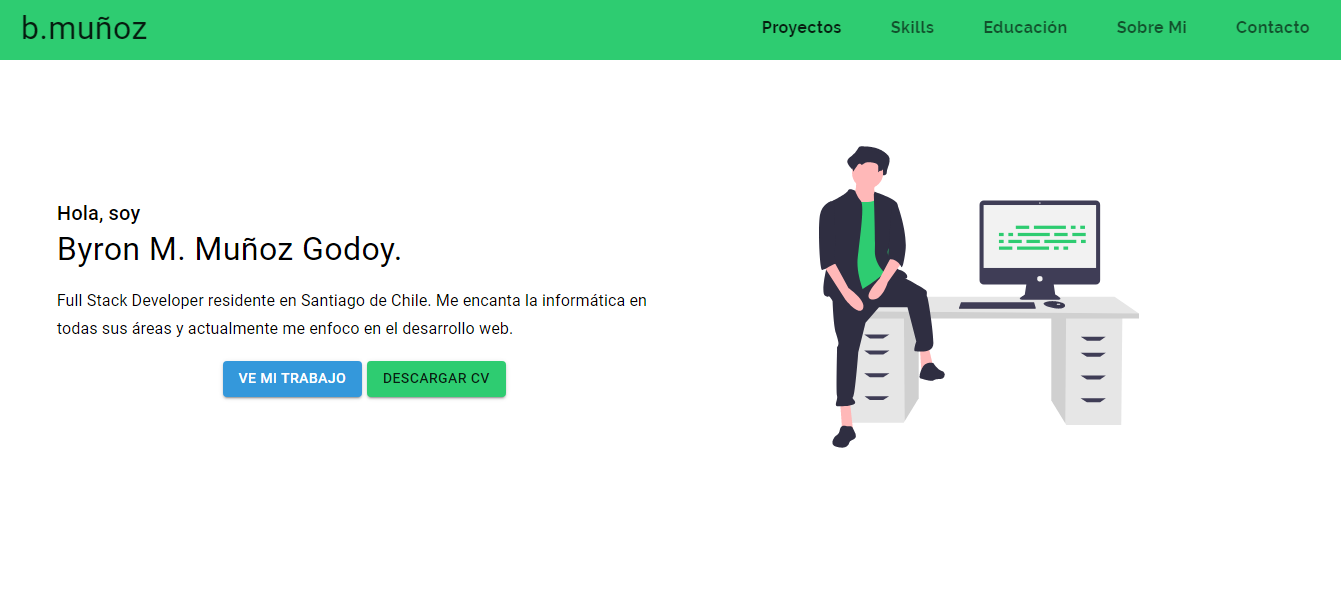 b.muñoz
Proyectos Skills Educación Sobre Mi Contacto
Hola, soy
Byron M. Muñoz Godoy.
Full Stack Developer residente en Santiago de Chile. Me encanta la informática en
todas sus áreas y actualmente me enfoco en el desarrollo web.
VE MI TRABAJO DESCARGAR CV